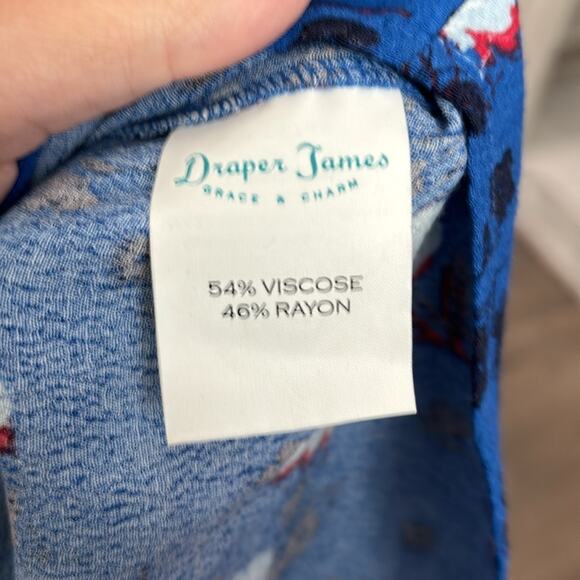 Draper James
GRACE & CHARM
54% VISCOSE
46% RAYON